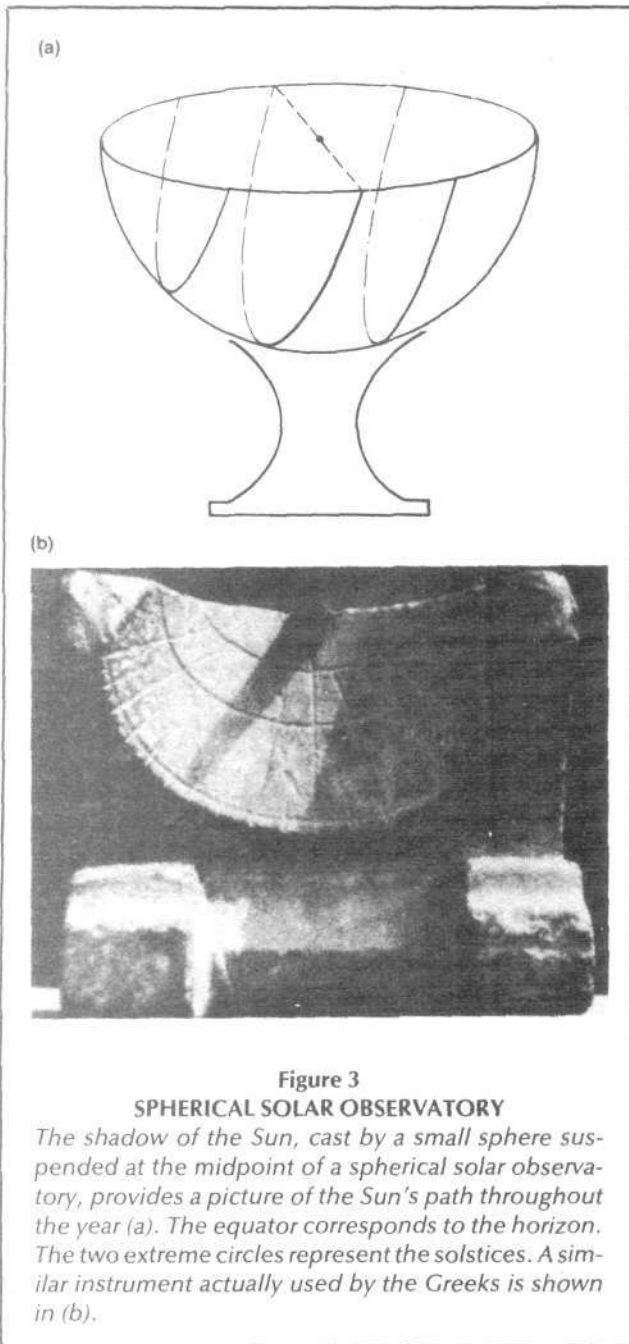 (a)
(b)
Figure 3
SPHERICAL SOLAR OBSERVATORY
The shadow of the Sun, cast by a small sphere sus-
pended at the midpoint of a spherical solar observa-
tory, provides a picture of the Sun's path throughout
the year (a). The equator corresponds to the horizon.
The two extreme circles represent the solstices. A sim-
ilar instrument actually used by the Greeks is shown
in (b).